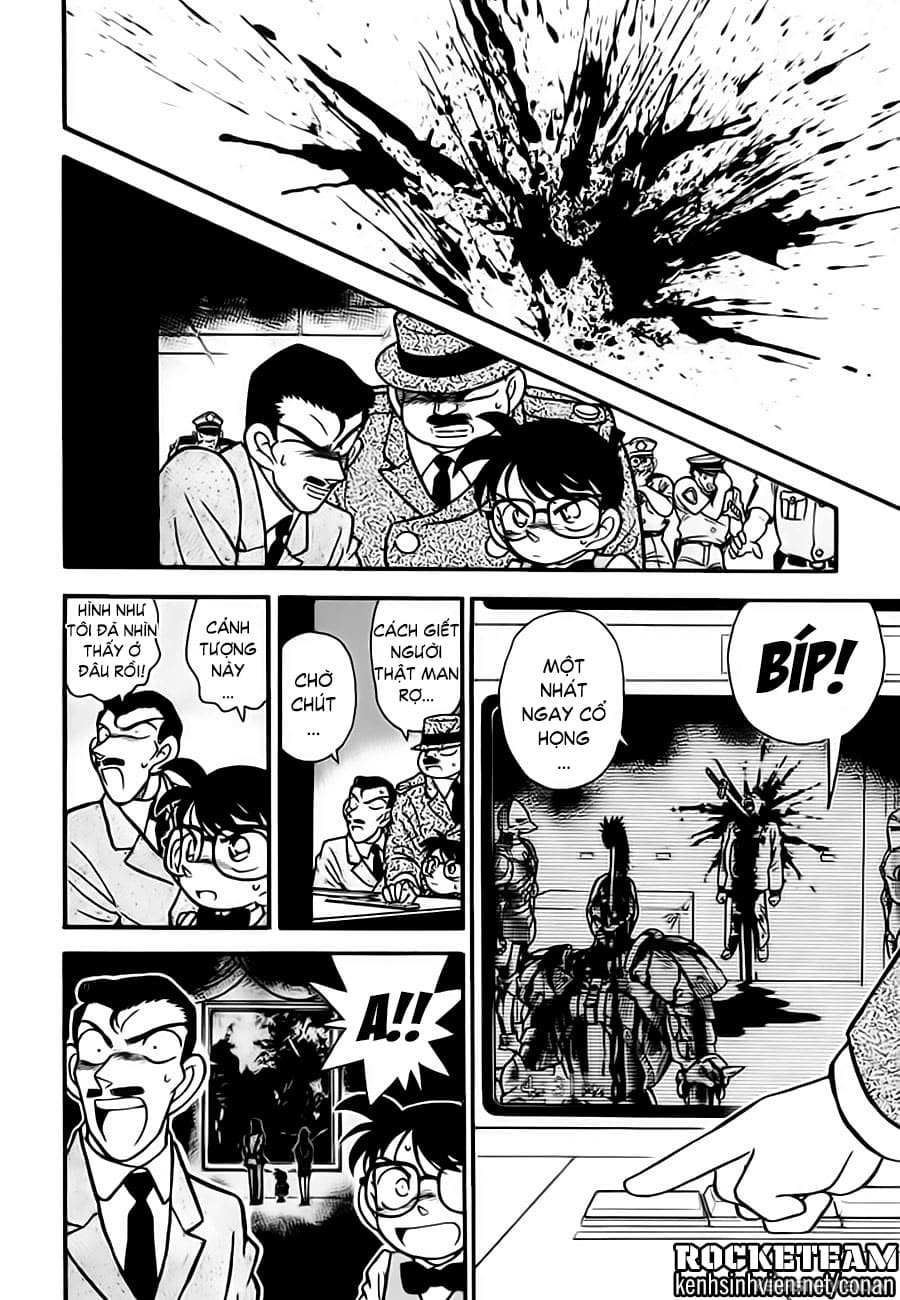 BÍP!
MỘT
NHÁT
NGAY CỔ
HỌNG
...
CÁCH GIẾT
NGƯỜI
THẬT MAN
RỢ...
CHỜ
CHÚT
...
CẢNH
TƯỢNG
NÀY
...
HÌNH NHƯ
TÔI ĐÃ NHÌN
THẤY Ở
ĐÂU RỒI!
A!!
ROCKETEAM
kenhsinhvien.net/conan